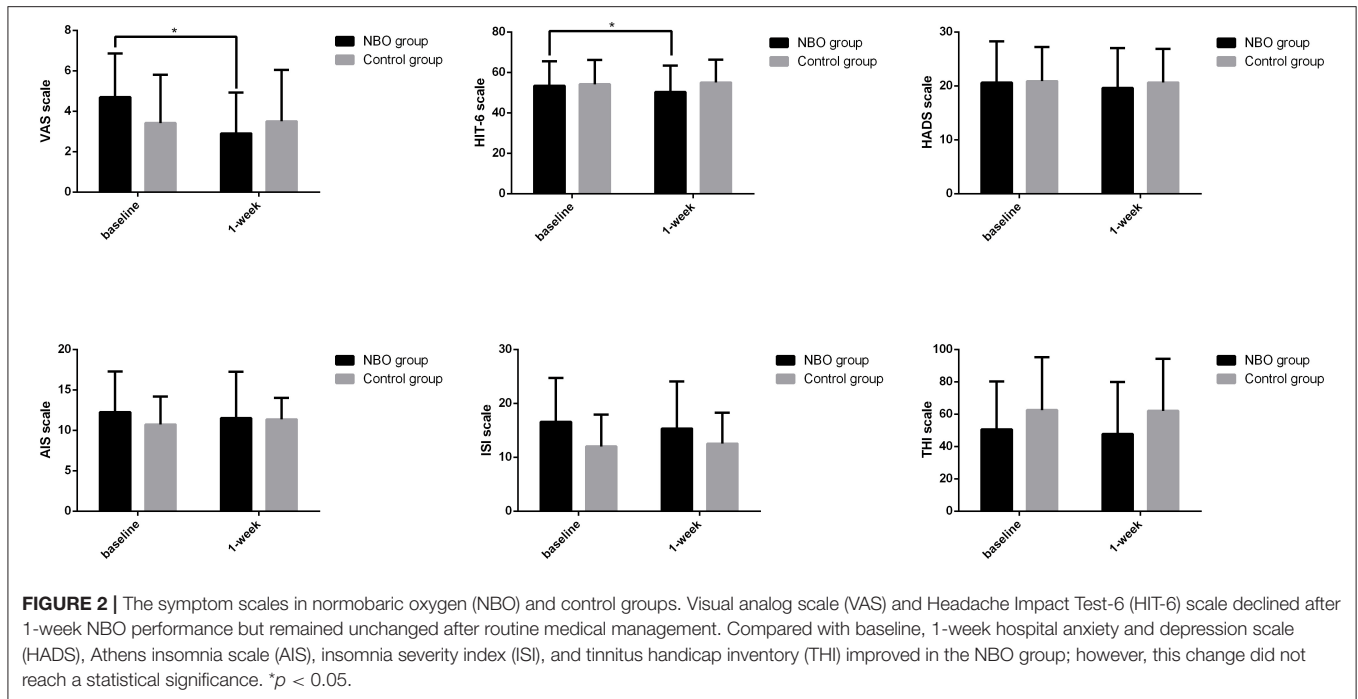 8
6
4
2
0
VAS scale
*
baseline
1-week
NBO group
Control group
80
60
40
20
0
HIT-6 scale
*
baseline
1-week
NBO group
Control group
30
20
10
0
HADS scale
baseline
1-week
NBO group
Control group
20
15
10
5
0
AIS scale
baseline
1-week
NBO group
Control group
30
20
10
0
ISI scale
baseline
1-week
NBO group
Control group
100
80
60
40
20
0
THI scale
baseline
1-week
NBO group
Control group
FIGURE 2 | The symptom scales in normobaric oxygen (NBO) and control groups. Visual analog scale (VAS) and Headache Impact Test-6 (HIT-6) scale declined after
1-week NBO performance but remained unchanged after routine medical management. Compared with baseline, 1-week hospital anxiety and depression scale
(HADS), Athens insomnia scale (AIS), insomnia severity index (ISI), and tinnitus handicap inventory (THI) improved in the NBO group; however, this change did not
reach a statistical significance. *p < 0.05.